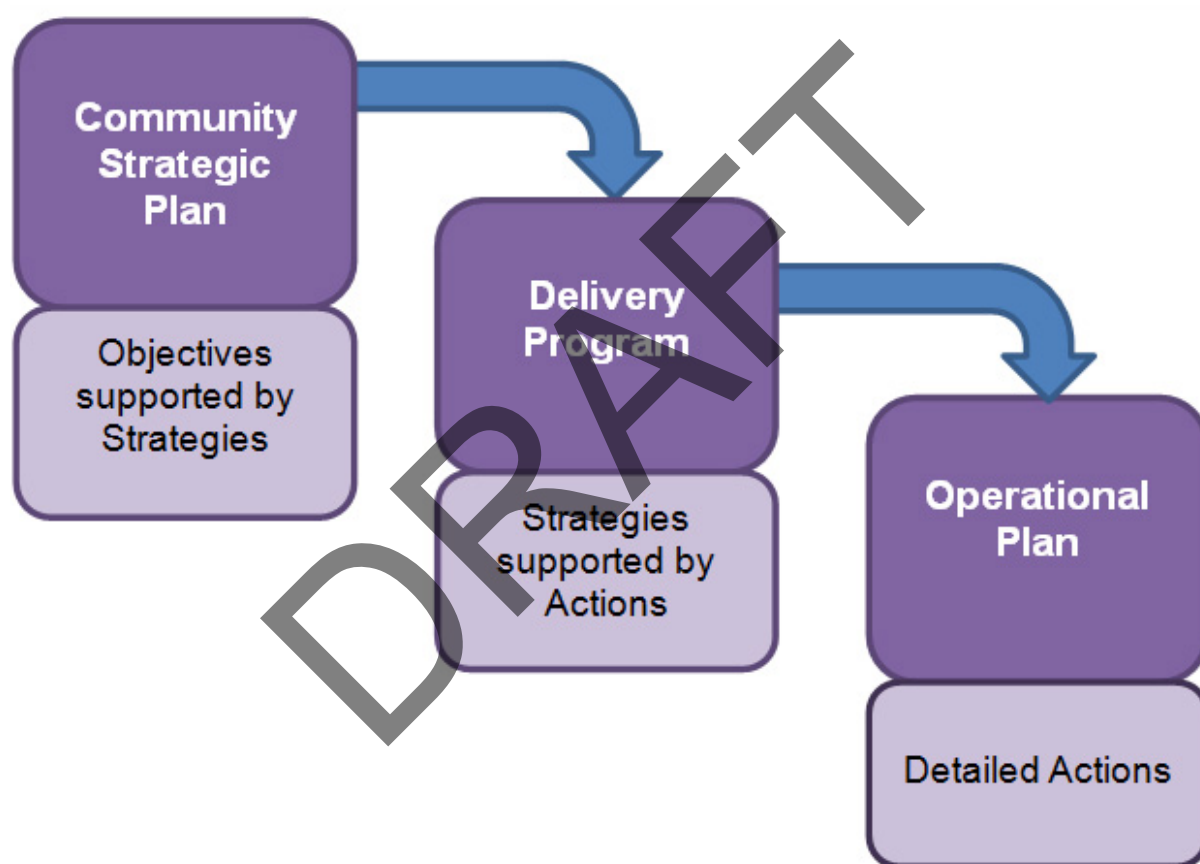 Community
Strategic
Plan
Objectives
supported by
Strategies
Delivery
Program
Strategies
supported by
Actions
Operational
Plan
Detailed Actions
DRAFT